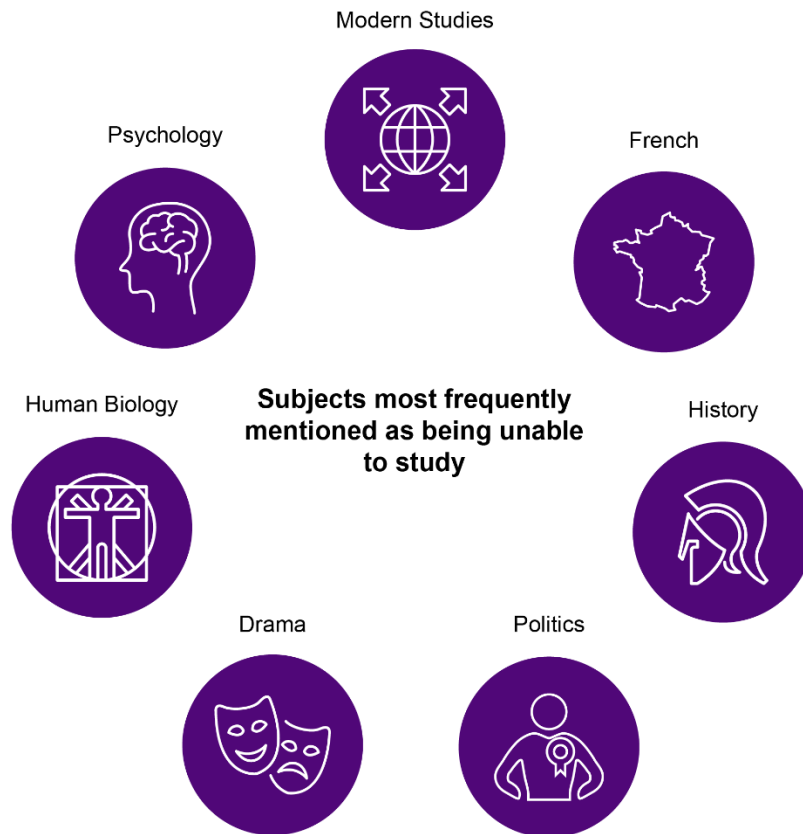 Modern Studies
Psychology
French
Human Biology
Subjects most frequently
mentioned as being unable
to study
History
Drama
Politics